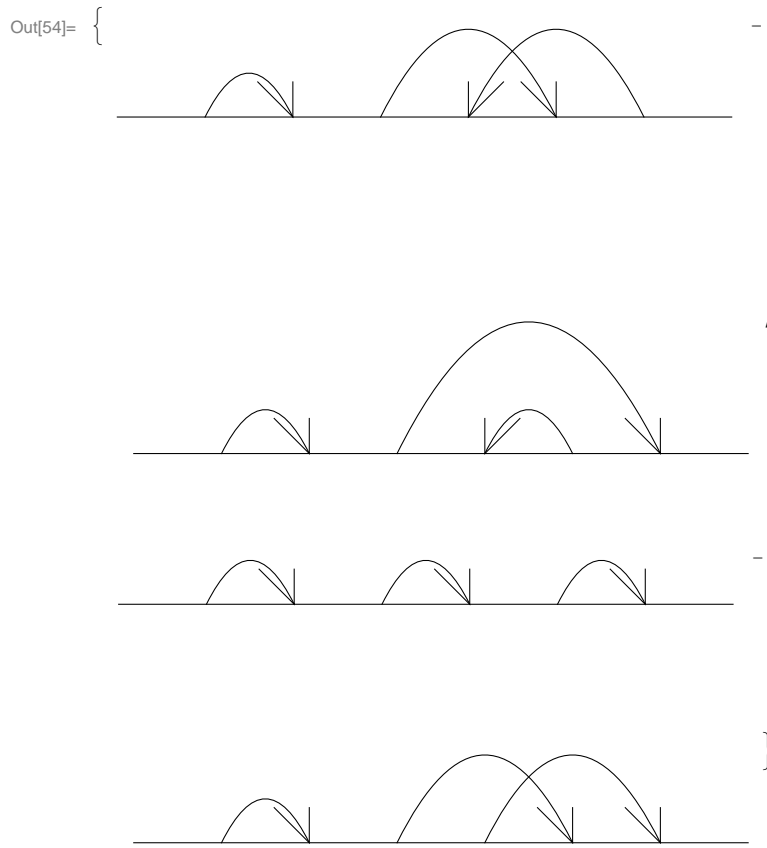 Out[54]= {
-
,
-
}